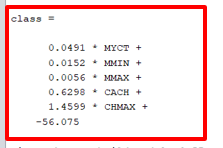 class =
0.0491 * MYCT +
0.0152 * MMIN +
0.0056 * MMAX +
0.6298 * CACH +
1.4599 * CHMAX +
-56.075